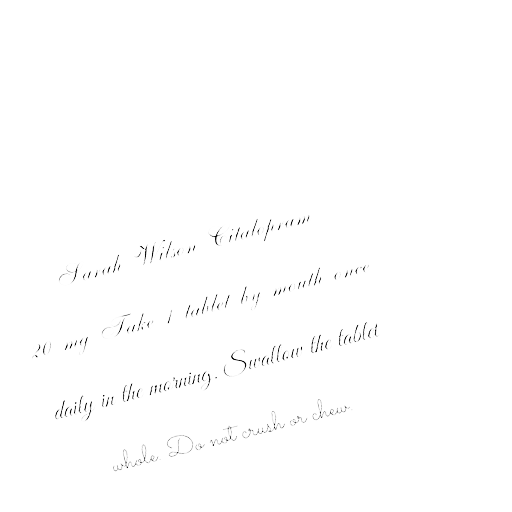 Sarah Wilson Citalopram
20 mg Take 1 tablet by mouth once
daily in the morning. Swallow the tablet
whole. Do not crush or chew